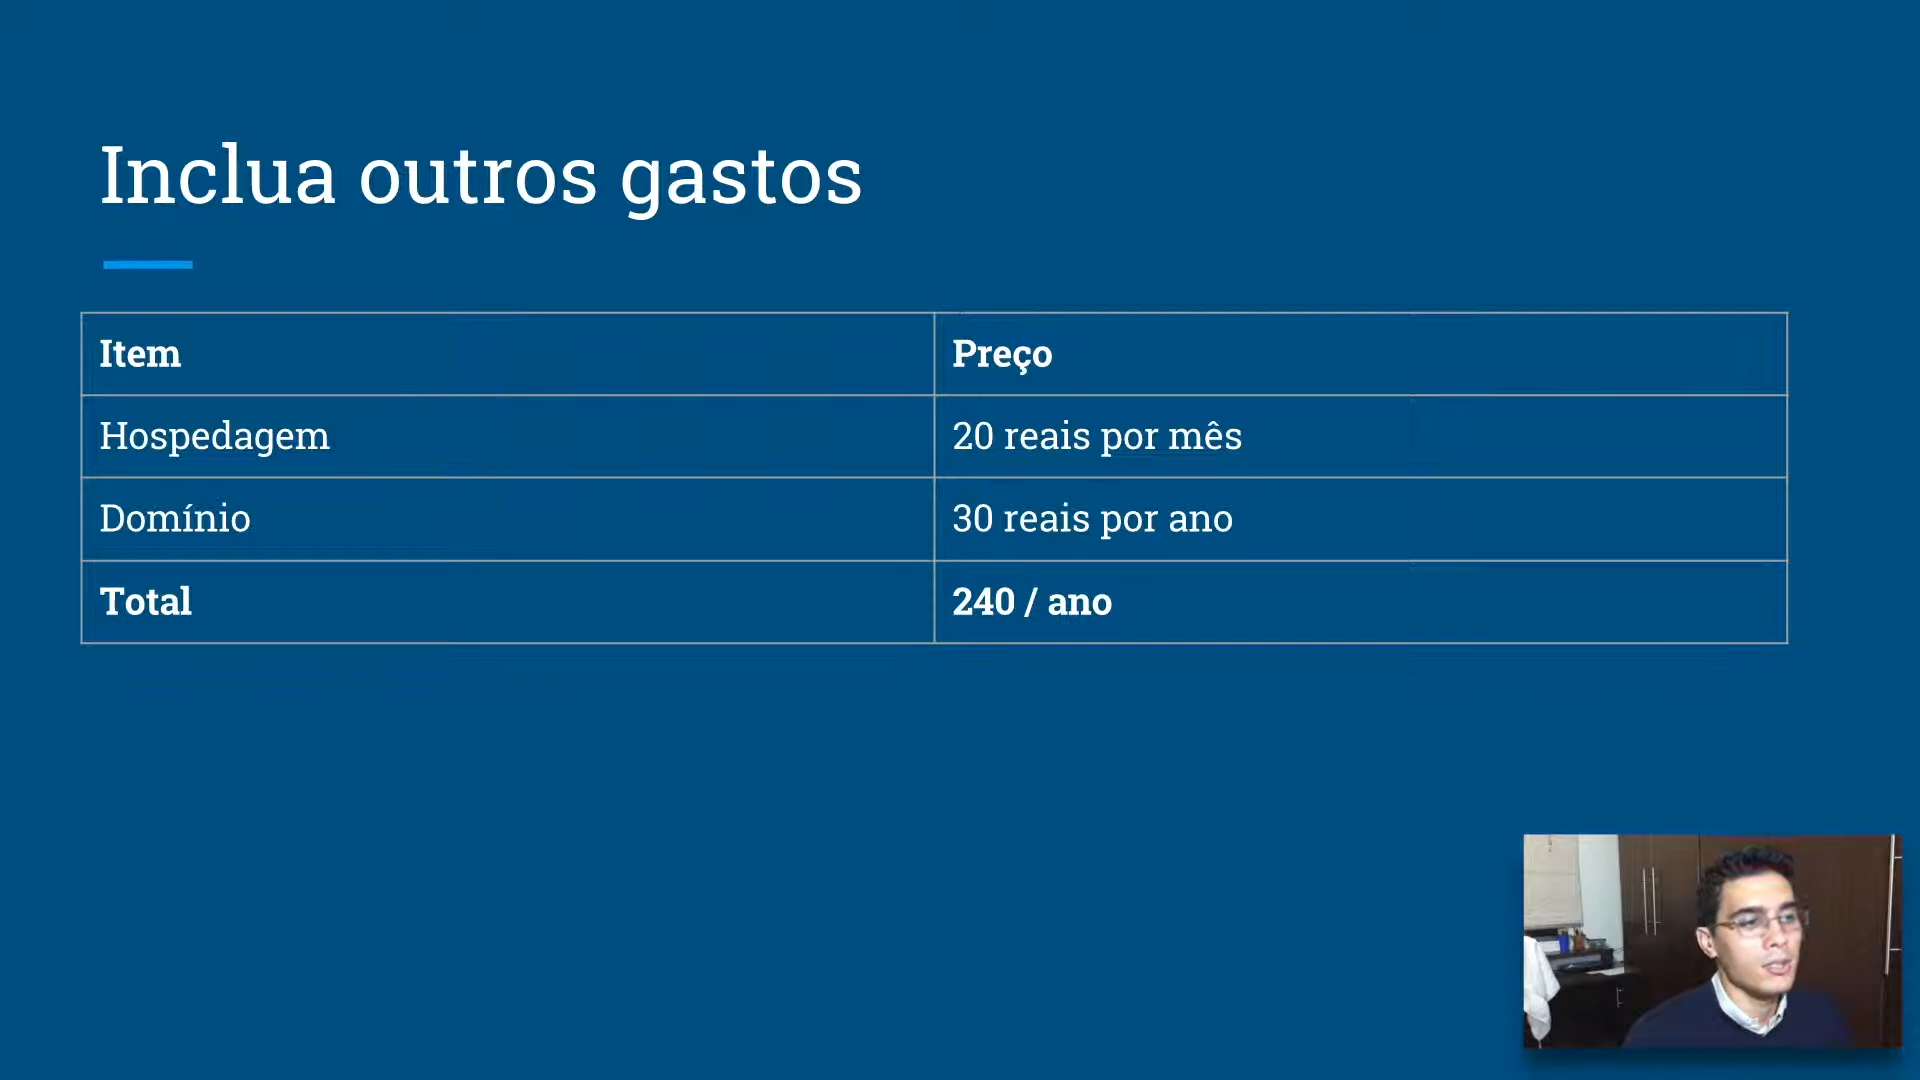 Inclua outros gastos
Item Preço
Hospedagem 20 reais por mês
Domínio 30 reais por ano
Total 240 / ano